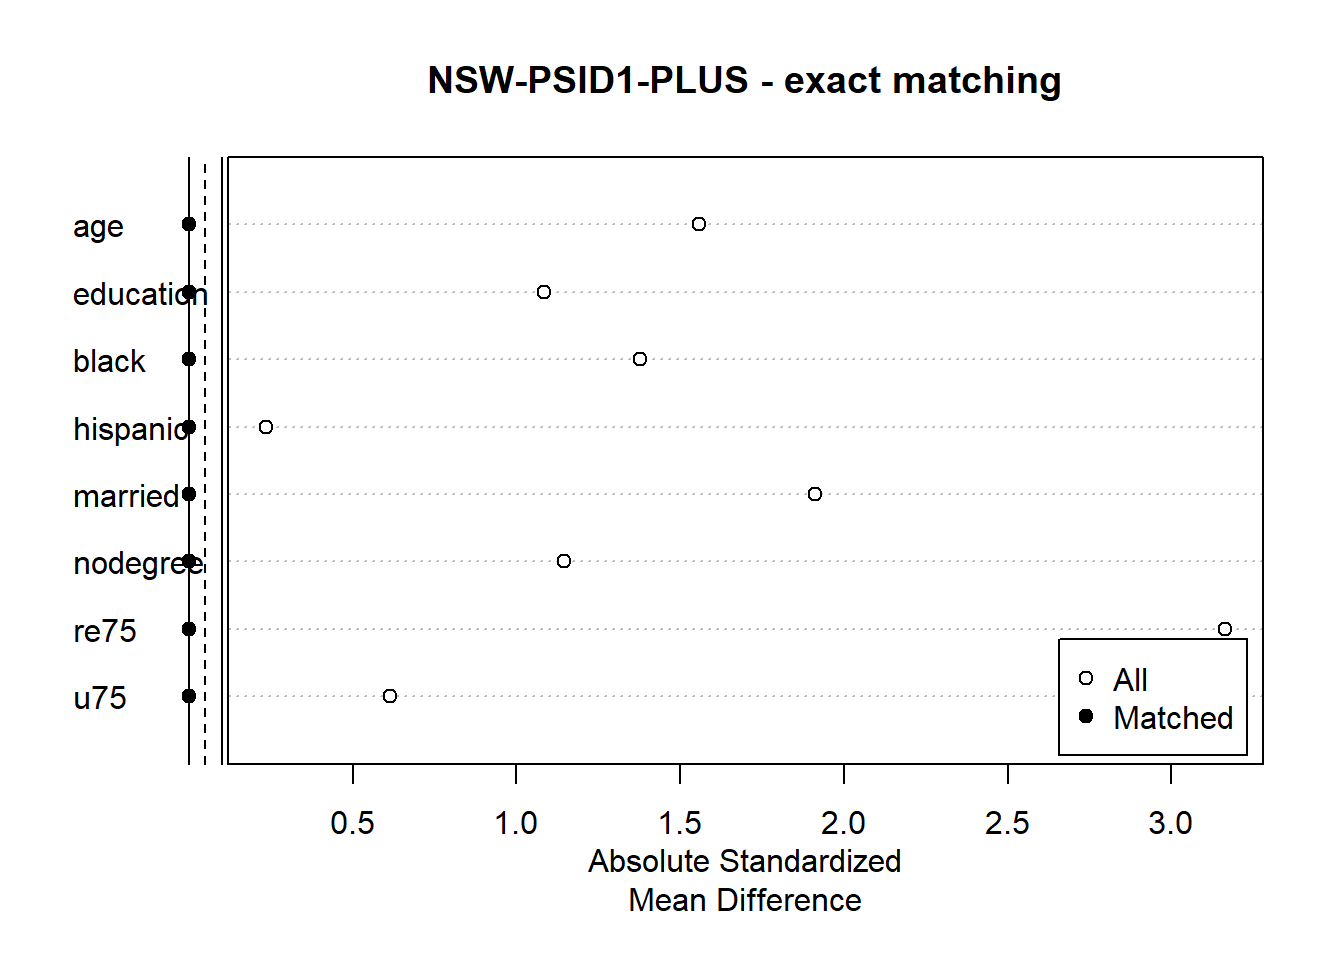 NSW-PSID1-PLUS - exact matching
age
education
black
hispanic
married
nodegree
re75
u75
All
Matched
0.5 1.0 1.5 2.0 2.5 3.0
Absolute Standardized
Mean Difference